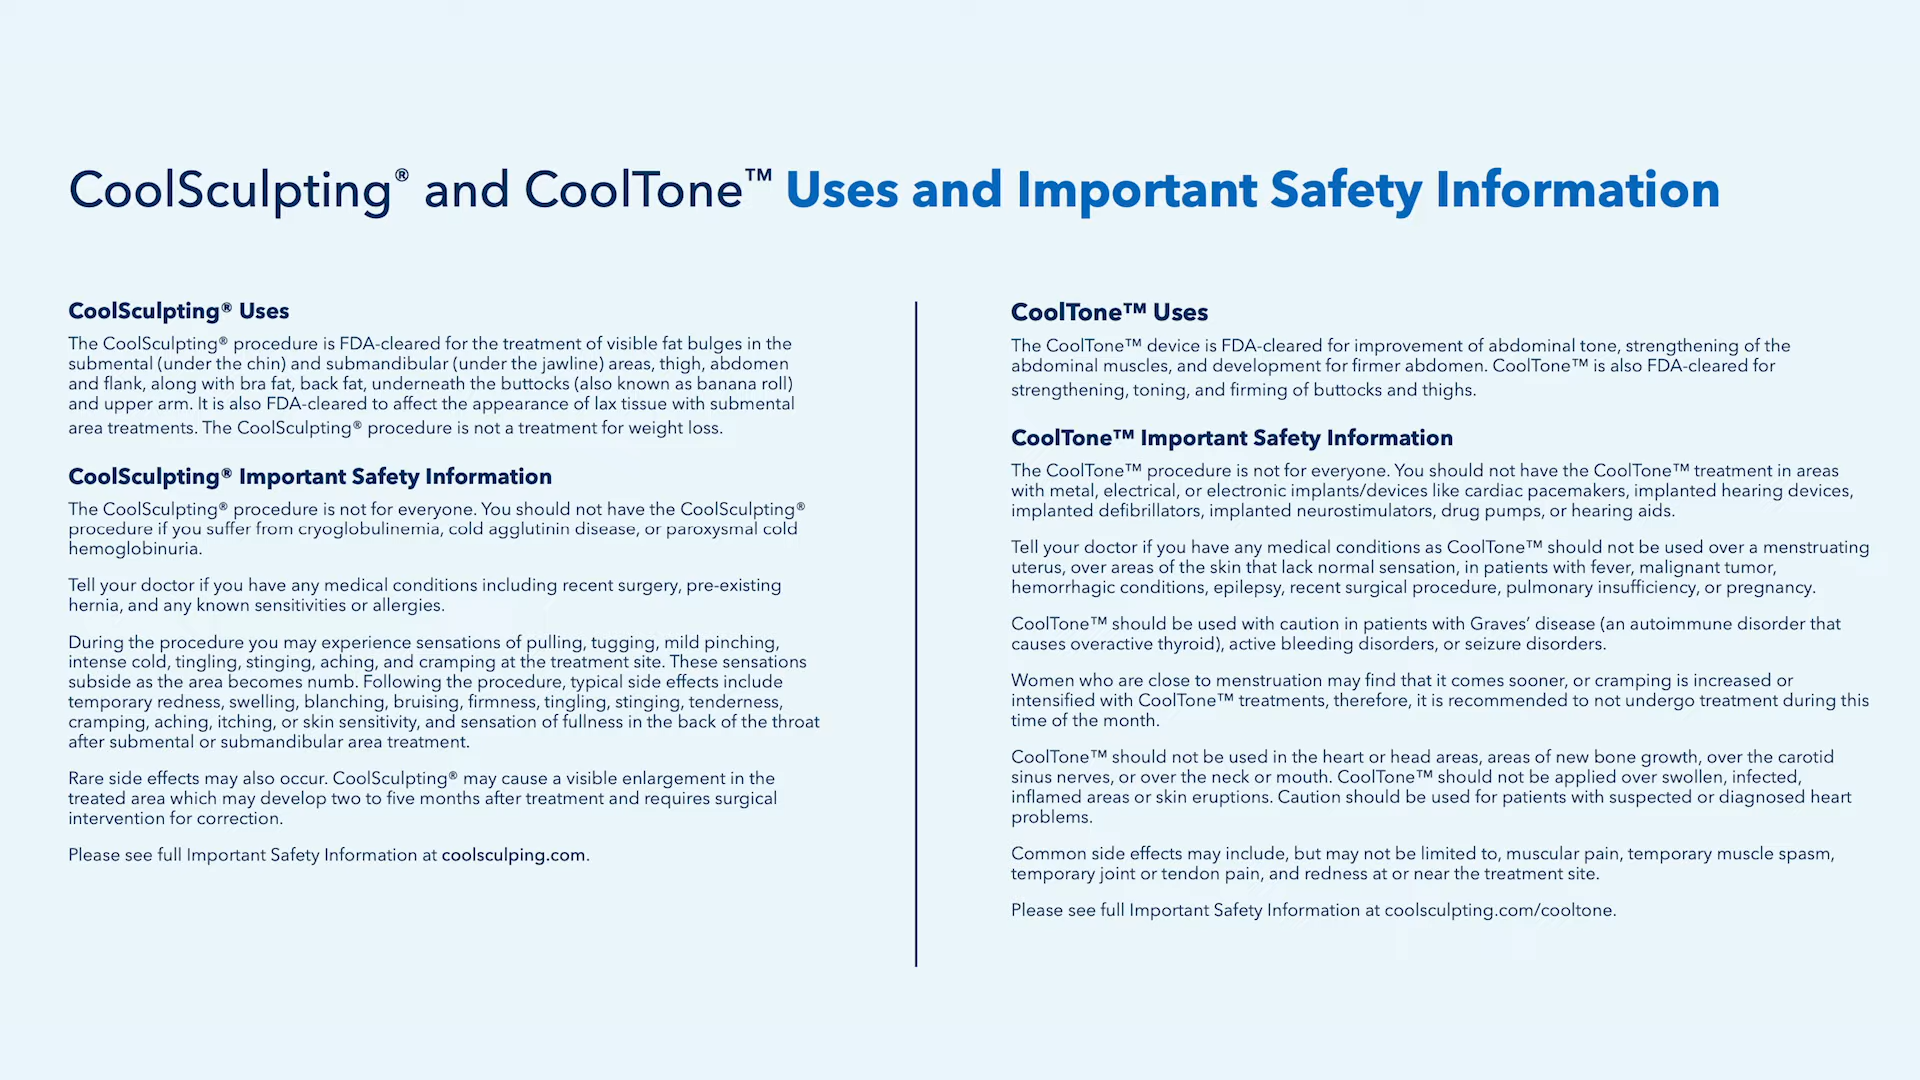 CoolSculpting® and CoolTone™ Uses and Important Safety Information
CoolSculpting® Uses
The CoolSculpting® procedure is FDA-cleared for the treatment of visible fat bulges in the
submental (under the chin) and submandibular (under the jawline) areas, thigh, abdomen
and flank, along with bra fat, back fat, underneath the buttocks (also known as banana roll)
and upper arm. It is also FDA-cleared to affect the appearance of lax tissue with submental
area treatments. The CoolSculpting® procedure is not a treatment for weight loss.
CoolSculpting® Important Safety Information
The CoolSculpting® procedure is not for everyone. You should not have the CoolSculpting®
procedure if you suffer from cryoglobulinemia, cold agglutinin disease, or paroxysmal cold
hemoglobinuria.
Tell your doctor if you have any medical conditions including recent surgery, pre-existing
hernia, and any known sensitivities or allergies.
During the procedure you may experience sensations of pulling, tugging, mild pinching,
intense cold, tingling, stinging, aching, and cramping at the treatment site. These sensations
subside as the area becomes numb. Following the procedure, typical side effects include
temporary redness, swelling, blanching, bruising, firmness, tingling, stinging, tenderness,
cramping, aching, itching, or skin sensitivity, and sensation of fullness in the back of the throat
after submental or submandibular area treatment.
Rare side effects may also occur. CoolSculpting® may cause a visible enlargement in the
treated area which may develop two to five months after treatment and requires surgical
intervention for correction.
Please see full Important Safety Information at coolsculping.com.
CoolTone™ Uses
The CoolTone™ device is FDA-cleared for improvement of abdominal tone, strengthening of the
abdominal muscles, and development for firmer abdomen. CoolTone™ is also FDA-cleared for
strengthening, toning, and firming of buttocks and thighs.
CoolTone™ Important Safety Information
The CoolTone™ procedure is not for everyone. You should not have the CoolTone™ treatment in areas
with metal, electrical, or electronic implants/devices like cardiac pacemakers, implanted hearing devices,
implanted defibrillators, implanted neurostimulators, drug pumps, or hearing aids.
Tell your doctor if you have any medical conditions as CoolTone™ should not be used over a menstruating
uterus, over areas of the skin that lack normal sensation, in patients with fever, malignant tumor,
hemorrhagic conditions, epilepsy, recent surgical procedure, pulmonary insufficiency, or pregnancy.
CoolTone™ should be used with caution in patients with Graves’ disease (an autoimmune disorder that
causes overactive thyroid), active bleeding disorders, or seizure disorders.
Women who are close to menstruation may find that it comes sooner, or cramping is increased or
intensified with CoolTone™ treatments, therefore, it is recommended to not undergo treatment during this
time of the month.
CoolTone™ should not be used in the heart or head areas, areas of new bone growth, over the carotid
sinus nerves, or over the neck or mouth. CoolTone™ should not be applied over swollen, infected,
inflamed areas or skin eruptions. Caution should be used for patients with suspected or diagnosed heart
problems.
Common side effects may include, but may not be limited to, muscular pain, temporary muscle spasm,
temporary joint or tendon pain, and redness at or near the treatment site.
Please see full Important Safety Information at coolsculpting.com/cooltone.